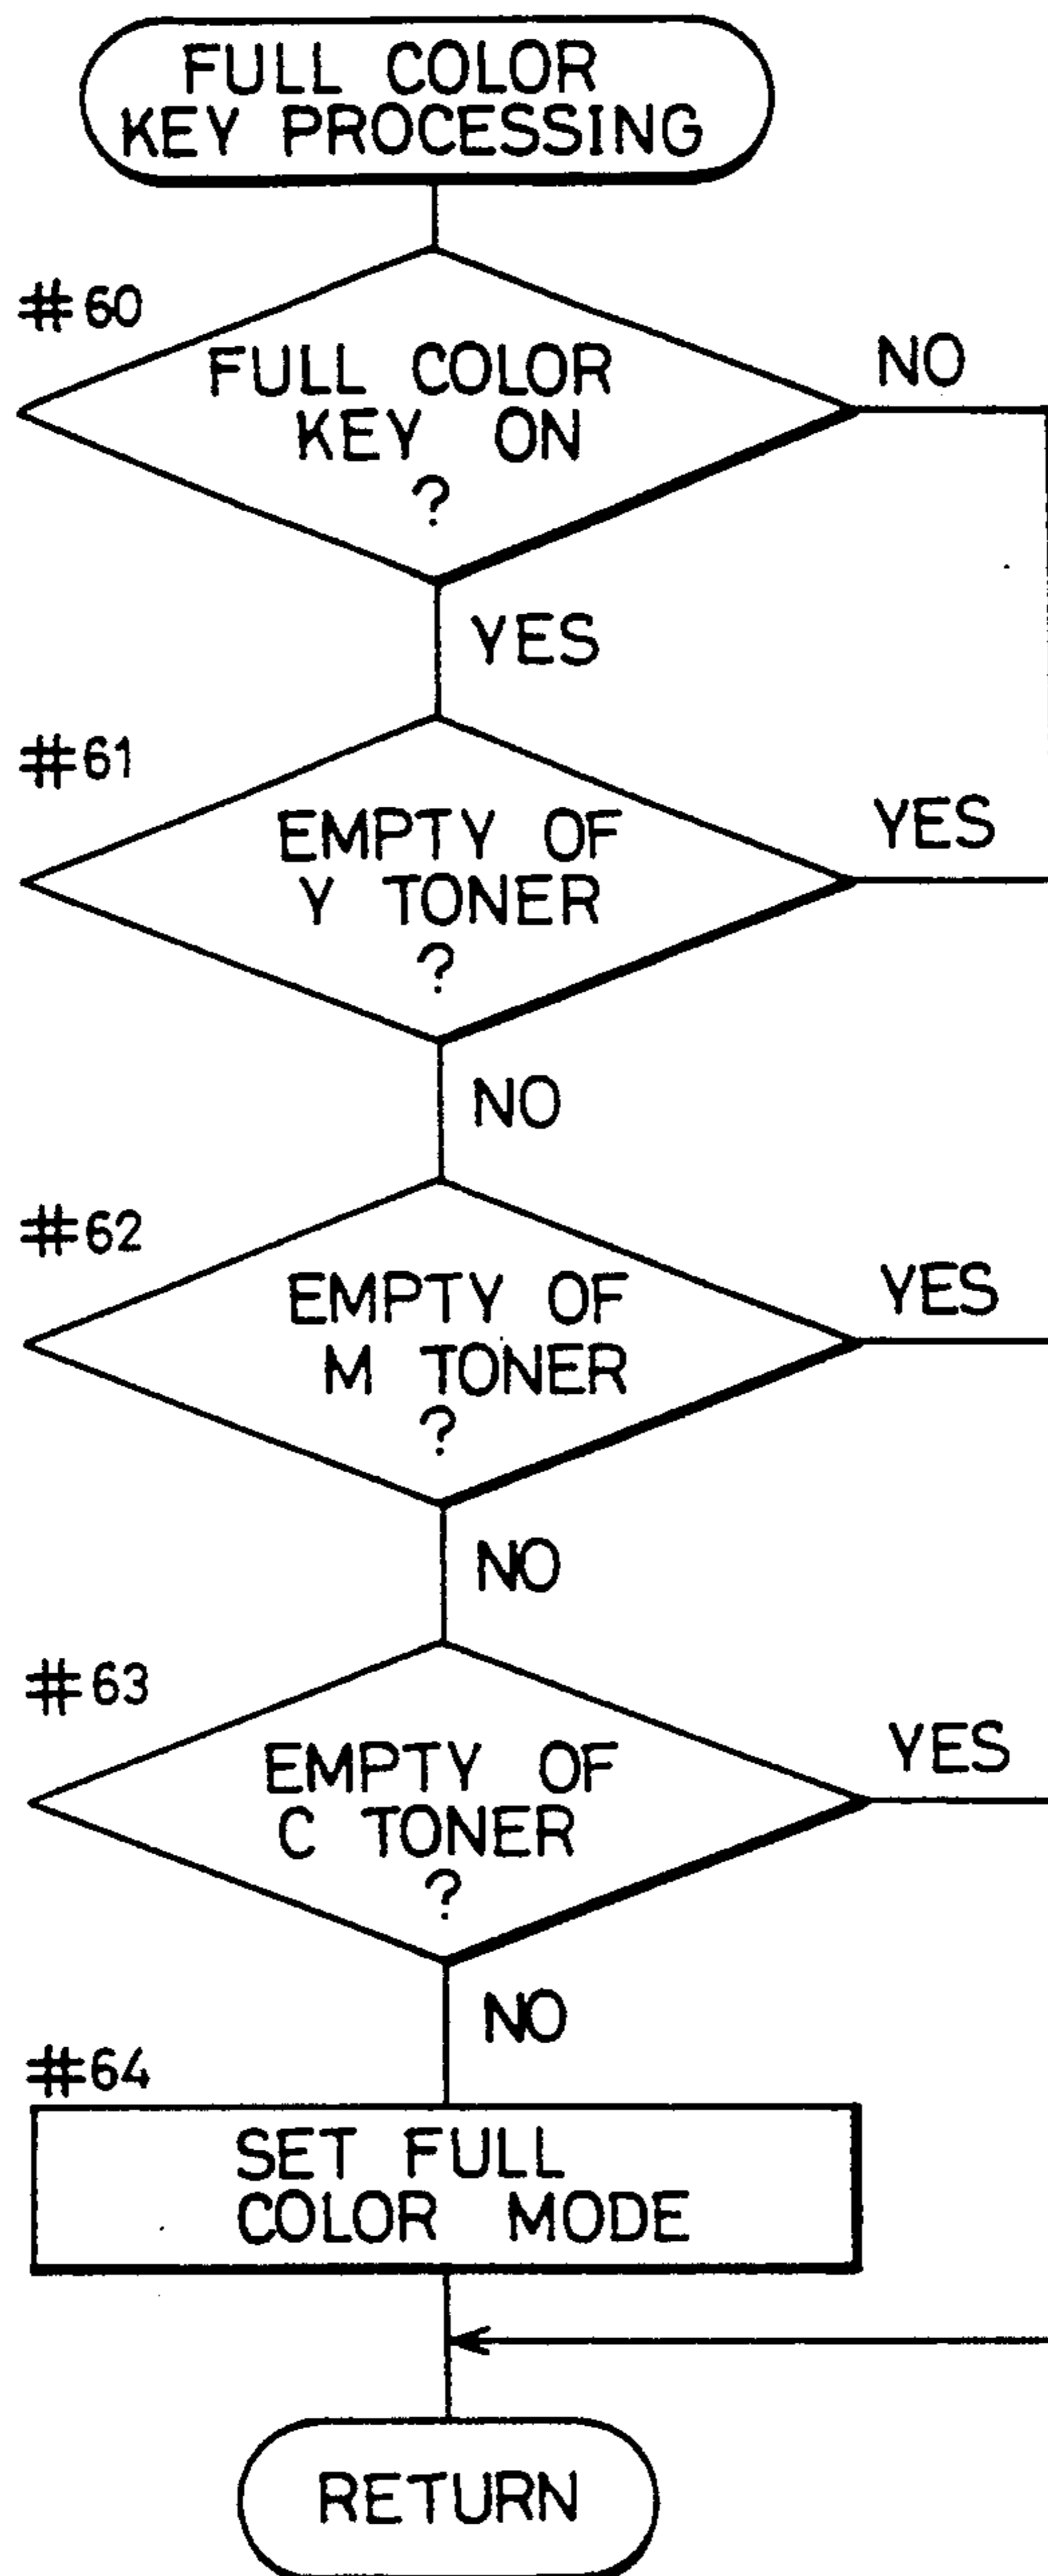 FULL COLOR
KEY PROCESSING
#60
FULL COLOR
KEY ON
?
NO
YES
#61
EMPTY OF
Y TONER
?
YES
NO
#62
EMPTY OF
M TONER
?
YES
NO
#63
EMPTY OF
C TONER
?
YES
NO
#64
SET FULL
COLOR MODE
RETURN